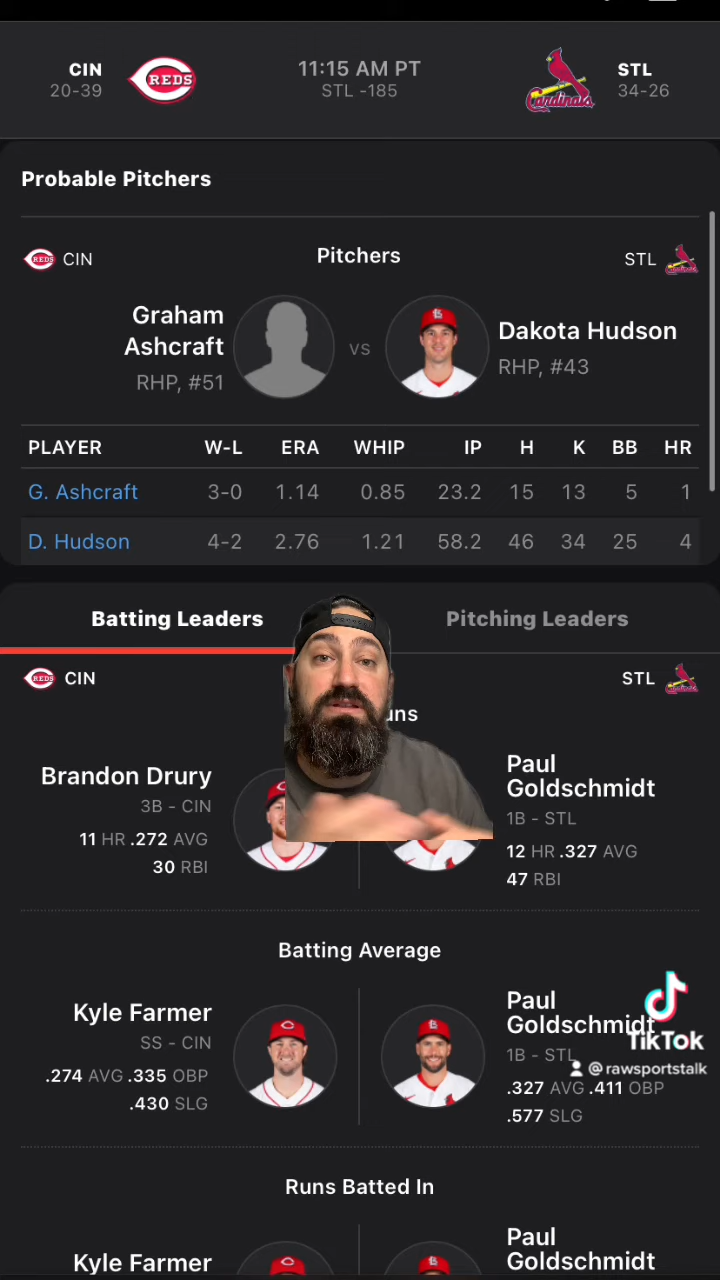 CIN
20-39
REDS
11:15 AM PT
STL -185
Cardinals
STL
34-26
Probable Pitchers
REDS CIN
Pitchers
STL
Graham
Ashcraft
RHP, #51
VS
Dakota Hudson
RHP, #43
PLAYER W-L ERA WHIP IP H K BB HR
G. Ashcraft 3-0 1.14 0.85 23.2 15 13 5 1
D. Hudson 4-2 2.76 1.21 58.2 46 34 25 4
Batting Leaders
Pitching Leaders
REDS CIN
STL
uns
Brandon Drury
3B - CIN
11 HR .272 AVG
30 RBI
Paul
Goldschmidt
1B - STL
12 HR .327 AVG
47 RBI
Batting Average
Kyle Farmer
SS - CIN
.274 AVG .335 OBP
.430 SLG
Paul
Goldschmidt
1B - STL
.327 AVG .411 OBP
.577 SLG
TikTok
@rawsportstalk
Runs Batted In
Kyle Farmer
Paul
Goldschmidt